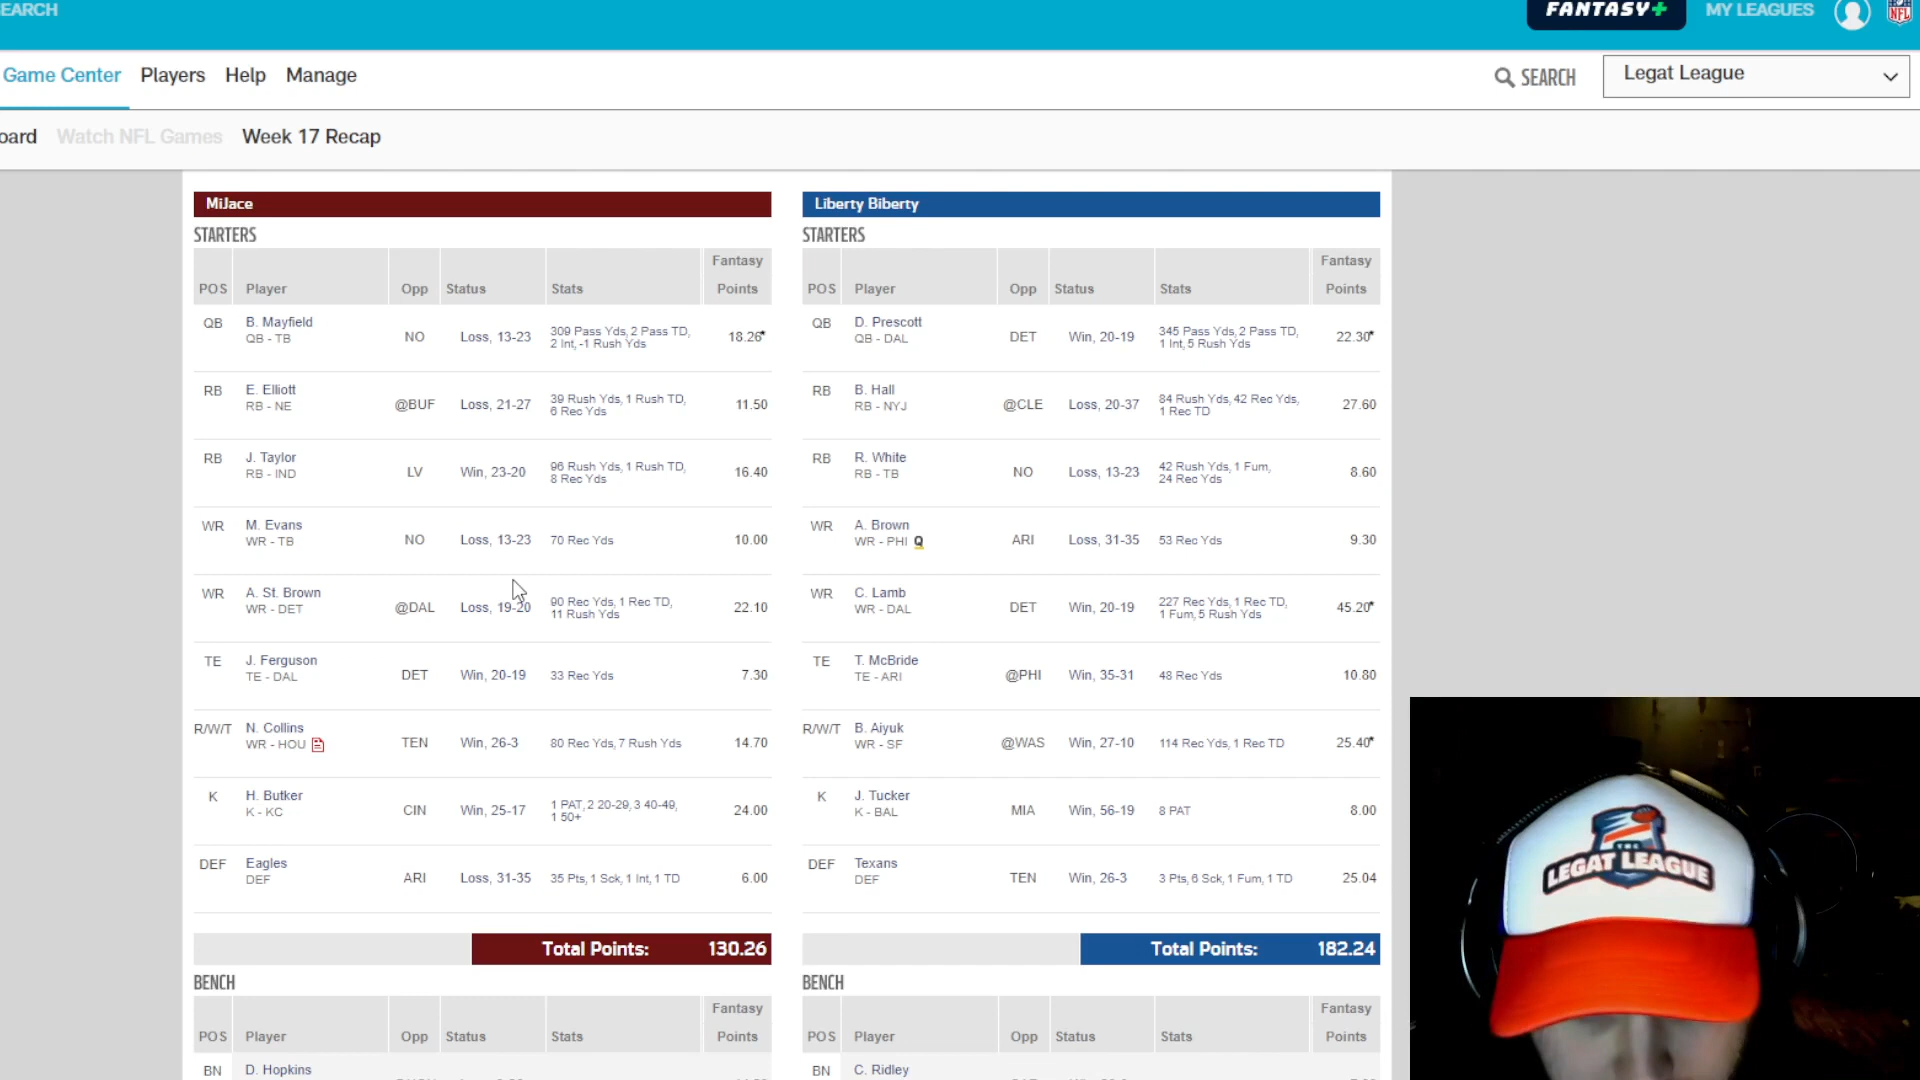 EARCH
FANTASY+
MY LEAGUES
NFL
Game Center
Players
Help
Manage
SEARCH
Legat League
oard
Watch NFL Games
Week 17 Recap
MiJace
STARTERS
POS Player Opp Status Stats Fantasy Points
QB B. Mayfield NO Loss, 13-23 309 Pass Yds, 2 Pass TD, 18.26*
QB - TB 2 Int, -1 Rush Yds
RB E. Elliott @BUF Loss, 21-27 39 Rush Yds, 1 Rush TD, 11.50
RB - NE 6 Rec Yds
RB J. Taylor LV Win, 23-20 96 Rush Yds, 1 Rush TD, 16.40
RB - IND 8 Rec Yds
WR M. Evans NO Loss, 13-23 70 Rec Yds 10.00
WR - TB
WR A. St. Brown @DAL Loss, 19-20 90 Rec Yds, 1 Rec TD, 22.10
WR - DET 11 Rush Yds
TE J. Ferguson DET Win, 20-19 33 Rec Yds 7.30
TE - DAL
R/W/T N. Collins TEN Win, 26-3 80 Rec Yds, 7 Rush Yds 14.70
WR - HOU
K H. Butker CIN Win, 25-17 1 PAT, 2 20-29, 3 40-49, 24.00
K - KC 1 50+
DEF Eagles ARI Loss, 31-35 35 Pts, 1 Sck, 1 Int, 1 TD 6.00
DEF
Total Points: 130.26
BENCH
POS Player Opp Status Stats Fantasy Points
BN D. Hopkins
Liberty Biberty
STARTERS
POS Player Opp Status Stats Fantasy Points
QB D. Prescott DET Win, 20-19 345 Pass Yds, 2 Pass TD, 22.30*
QB - DAL 1 Int, 5 Rush Yds
RB B. Hall @CLE Loss, 20-37 84 Rush Yds, 42 Rec Yds, 27.60
RB - NYJ 1 Rec TD
RB R. White NO Loss, 13-23 42 Rush Yds, 1 Fum, 8.60
RB - TB 24 Rec Yds
WR A. Brown ARI Loss, 31-35 53 Rec Yds 9.30
WR - PHI Q
WR C. Lamb DET Win, 20-19 227 Rec Yds, 1 Rec TD, 45.20*
WR - DAL 1 Fum, 5 Rush Yds
TE T. McBride @PHI Win, 35-31 48 Rec Yds 10.80
TE - ARI
R/W/T B. Aiyuk @WAS Win, 27-10 114 Rec Yds, 1 Rec TD 25.40*
WR - SF
K J. Tucker MIA Win, 56-19 8 PAT 8.00
K - BAL
DEF Texans TEN Win, 26-3 3 Pts, 6 Sck, 1 Fum, 1 TD 25.04
DEF
Total Points: 182.24
BENCH
POS Player Opp Status Stats Fantasy Points
BN C. Ridley
THE
LEGAT LEAGUE